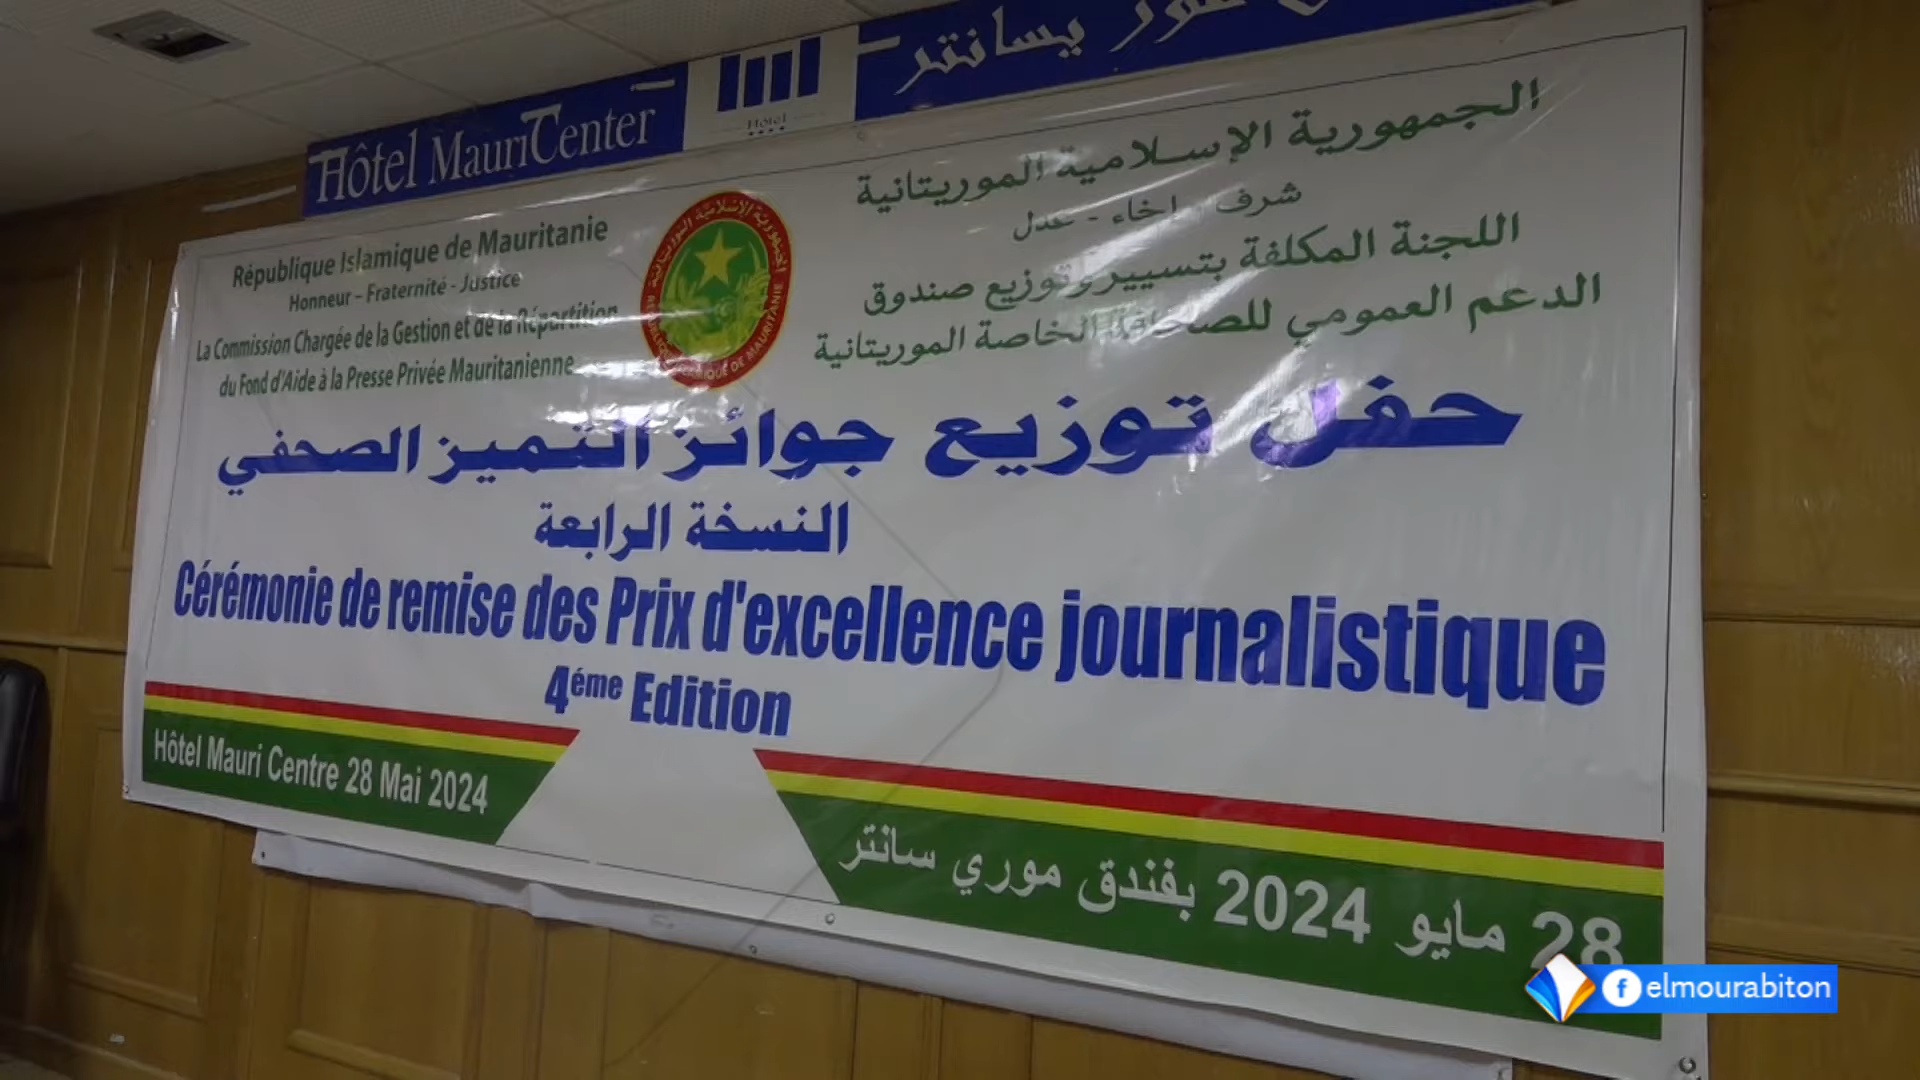 Hôtel MauriCenter
Hôtel
يسانتر
République Islamique de Mauritanie
Honneur – Fraternité - Justice
La Commission Chargée de la Gestion et de la Répartition
du Fond d'Aide à la Presse Privée Mauritanienne
الجمهورية الإسلامية الموريتانية
شرف - إخاء - عدل
اللجنة المكلفة بتسيير وتوزيع صندوق
الدعم العمومي للصحافة الخاصة الموريتانية
حفل توزيع جوائز التميز الصحفي
النسخة الرابعة
Cérémonie de remise des Prix d'excellence journalistique
4éme Edition
Hôtel Mauri Centre 28 Mai 2024
28 مايو 2024 بفندق موري سانتر
elmourabiton